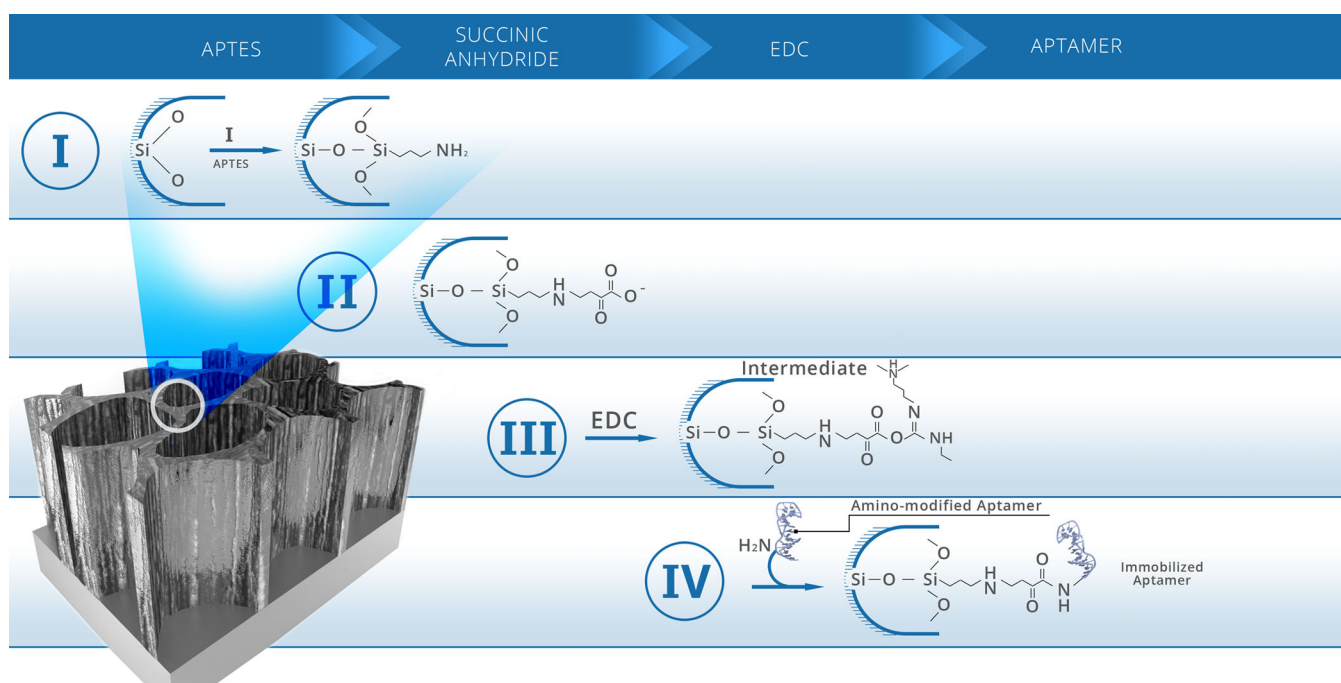 APTES
SUCCINIC
ANHYDRIDE
EDC
APTAMER
I
Si
O
O
I
APTES
Si—O—Si
O
O
NH₂
II
Si—O—Si
O
O
H
N
O
O
O⁻
III
EDC
Intermediate
Si—O—Si
O
O
H
N
O
O
O
N
NH
H
N
IV
H₂N
Amino-modified Aptamer
Si—O—Si
O
O
H
N
O
O
N
H
Immobilized
Aptamer